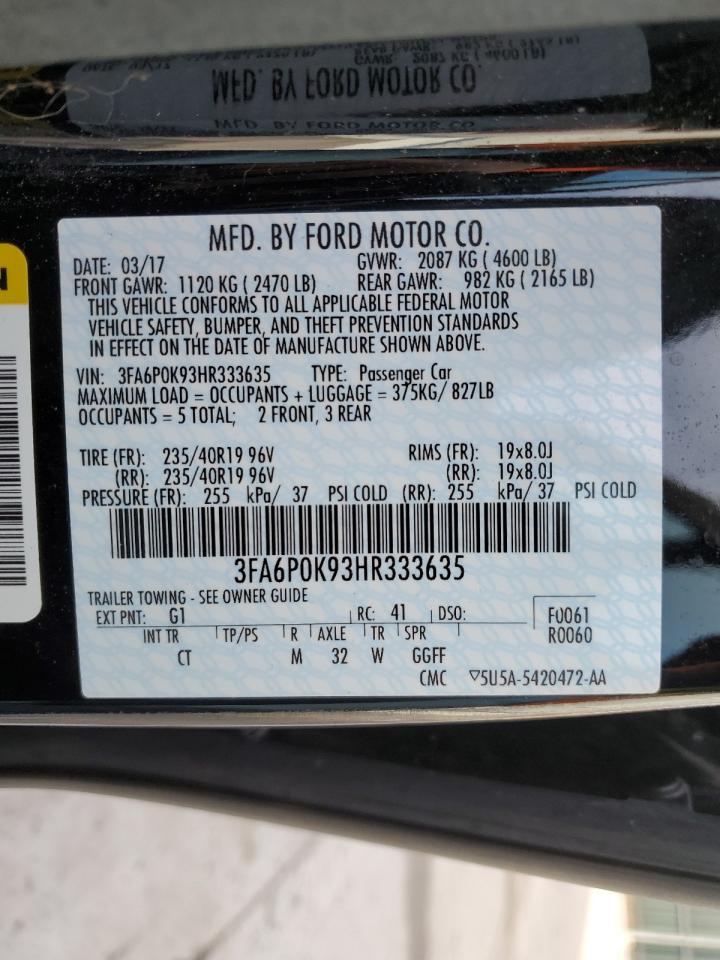 MFD. BY FORD MOTOR CO.
DATE: 03/17 GVWR: 2087 KG ( 4600 LB)
FRONT GAWR: 1120 KG ( 2470 LB) REAR GAWR: 982 KG ( 2165 LB)
THIS VEHICLE CONFORMS TO ALL APPLICABLE FEDERAL MOTOR
VEHICLE SAFETY, BUMPER, AND THEFT PREVENTION STANDARDS
IN EFFECT ON THE DATE OF MANUFACTURE SHOWN ABOVE.
VIN: 3FA6P0K93HR333635 TYPE: Passenger Car
MAXIMUM LOAD = OCCUPANTS + LUGGAGE = 375KG/ 827LB
OCCUPANTS = 5 TOTAL; 2 FRONT, 3 REAR
TIRE (FR): 235/40R19 96V RIMS (FR): 19x8.0J
(RR): 235/40R19 96V (RR): 19x8.0J
PRESSURE (FR): 255 kPa/ 37 PSI COLD (RR): 255 kPa/ 37 PSI COLD
3FA6P0K93HR333635
TRAILER TOWING - SEE OWNER GUIDE
EXT PNT: G1 RC: 41 DSO: F0061
INT TR TP/PS R AXLE TR SPR R0060
CT M 32 W GGFF
CMC ▽5U5A-5420472-AA